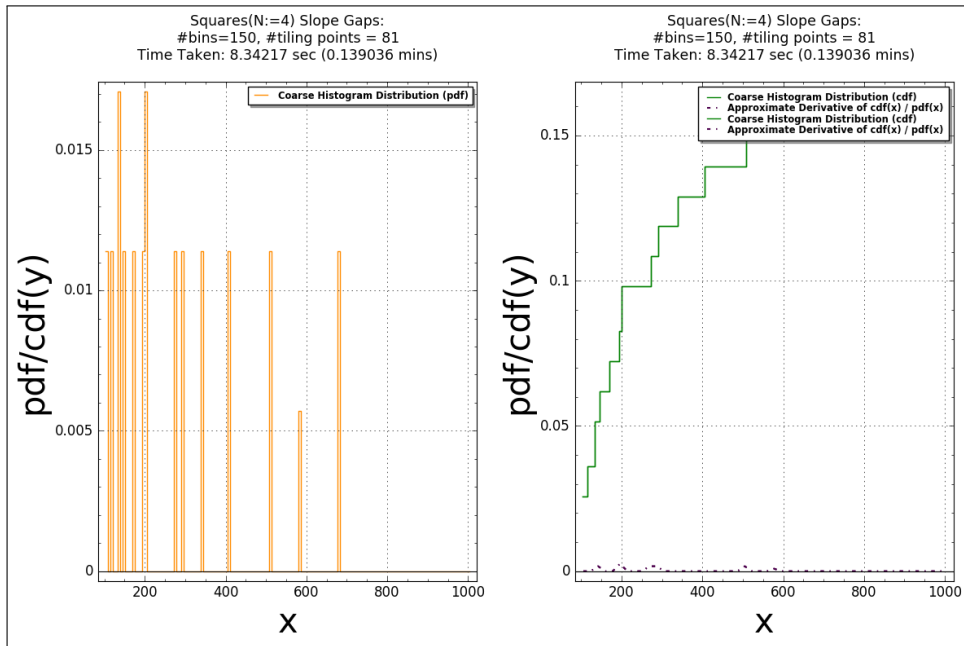 Squares(N:=4) Slope Gaps:
#bins=150, #tiling points = 81
Time Taken: 8.34217 sec (0.139036 mins)
Coarse Histogram Distribution (pdf)
0.015
0.01
0.005
0
pdf/cdf(y)
200
400
600
800
1000
x
Squares(N:=4) Slope Gaps:
#bins=150, #tiling points = 81
Time Taken: 8.34217 sec (0.139036 mins)
Coarse Histogram Distribution (cdf)
Approximate Derivative of cdf(x) / pdf(x)
Coarse Histogram Distribution (cdf)
Approximate Derivative of cdf(x) / pdf(x)
0.15
0.1
0.05
0
pdf/cdf(y)
200
400
600
800
1000
x